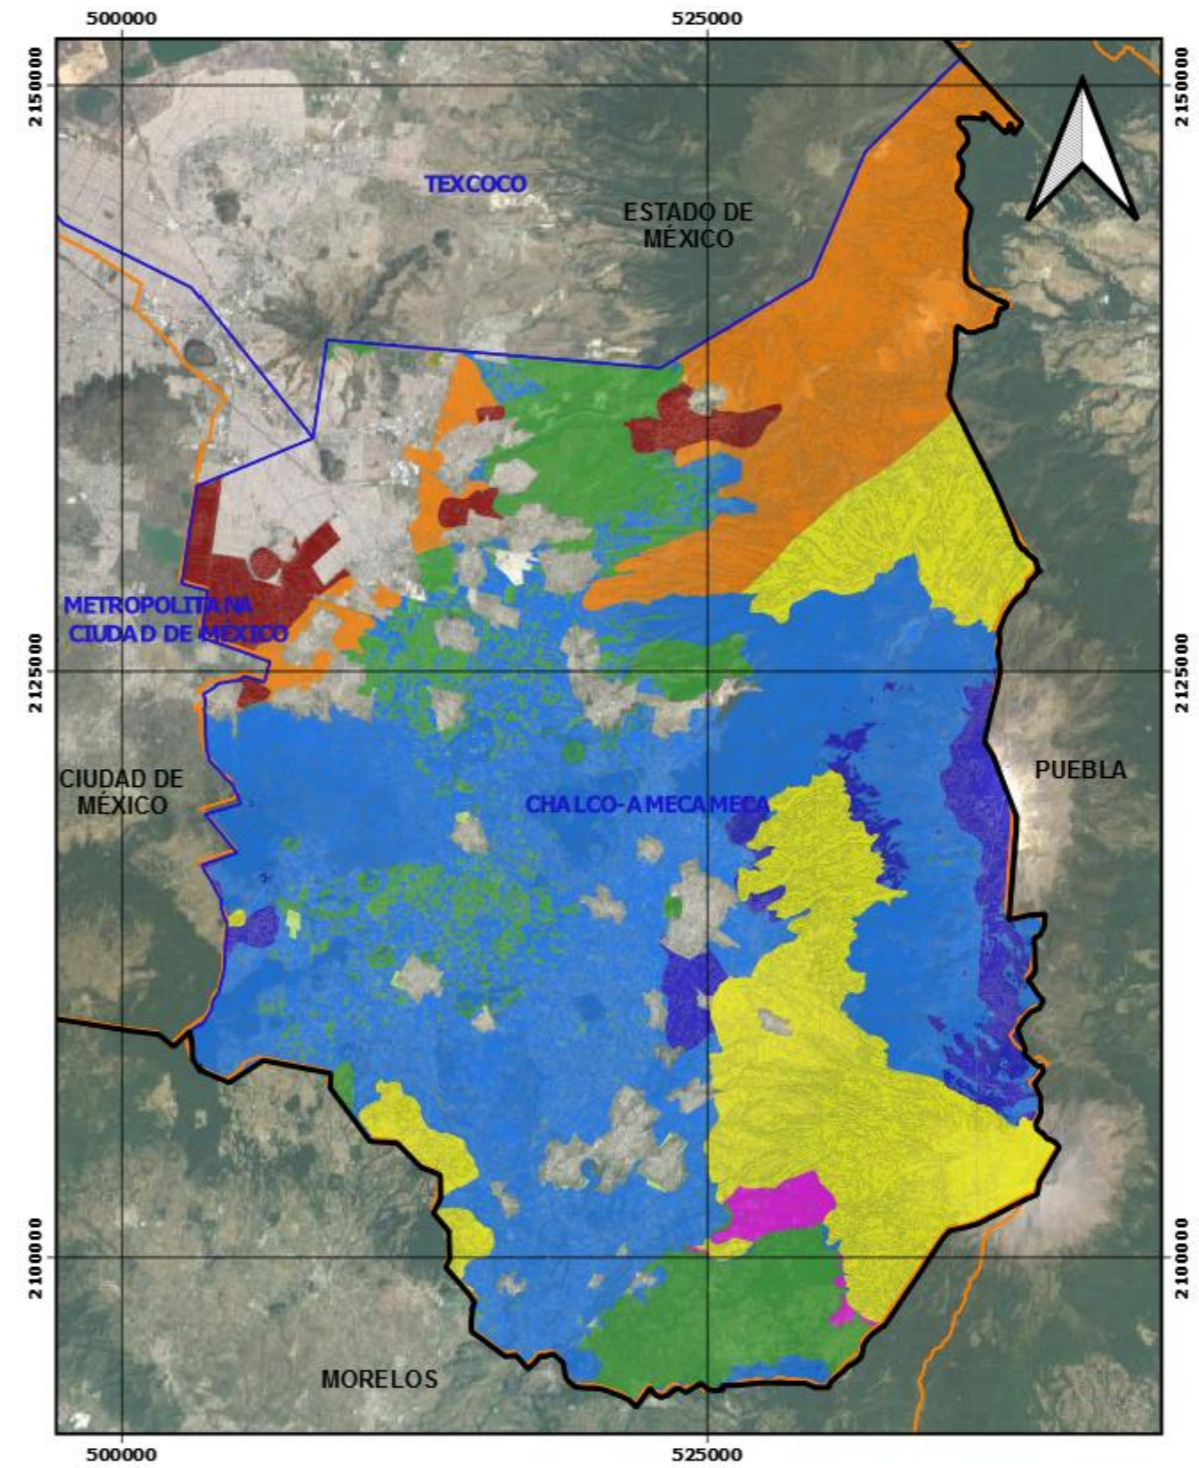 500000
525000
2150000
2150000
TEXCOCO
ESTADO DE
MÉXICO
METROPOLITANA
CIUDAD DE MÉXICO
2125000
2125000
CIUDAD DE
MÉXICO
PUEBLA
CHALCO-AMECAMECA
2100000
2100000
MORELOS
500000
525000